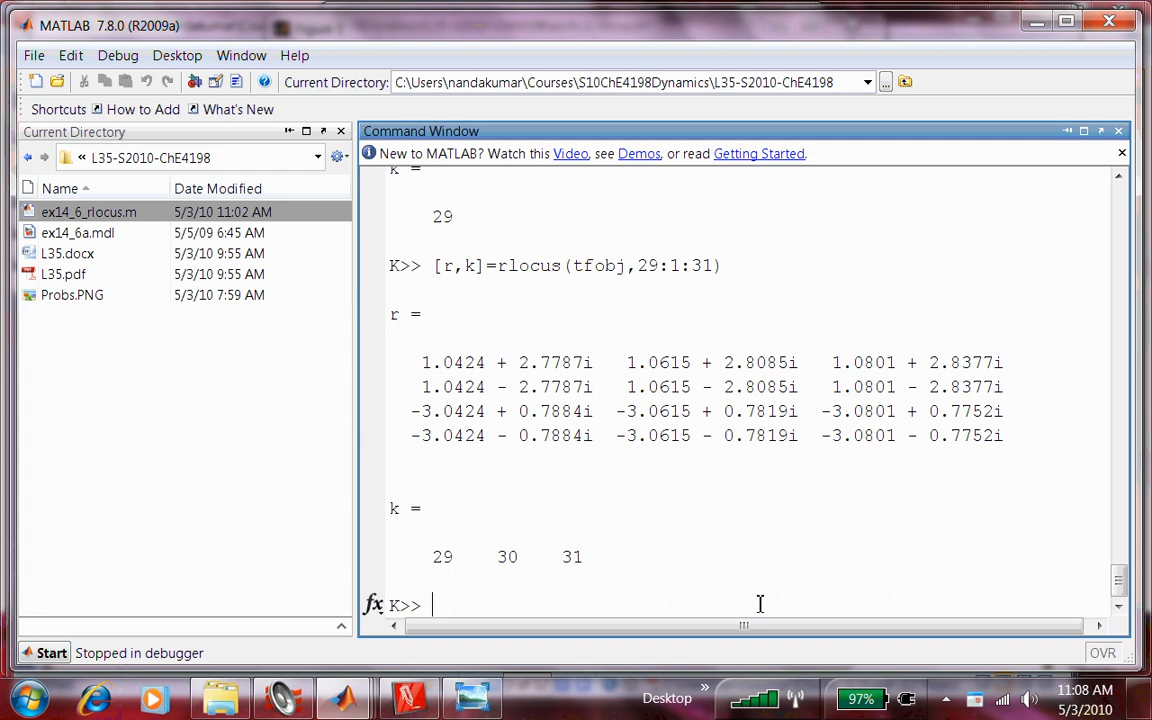 MATLAB 7.8.0 (R2009a)
File Edit Debug Desktop Window Help
Current Directory: C:\Users\nandakumar\Courses\S10ChE4198Dynamics\L35-S2010-ChE4198
Shortcuts How to Add What's New
Current Directory
« L35-S2010-ChE4198
Name Date Modified
ex14_6_rlocus.m 5/3/10 11:02 AM
ex14_6a.mdl 5/5/09 6:45 AM
L35.docx 5/3/10 9:55 AM
L35.pdf 5/3/10 9:55 AM
Probs.PNG 5/3/10 7:59 AM
Command Window
New to MATLAB? Watch this Video, see Demos, or read Getting Started.
k =
29
K>> [r,k]=rlocus(tfobj,29:1:31)
r =
1.0424 + 2.7787i 1.0615 + 2.8085i 1.0801 + 2.8377i
1.0424 - 2.7787i 1.0615 - 2.8085i 1.0801 - 2.8377i
-3.0424 + 0.7884i -3.0615 + 0.7819i -3.0801 + 0.7752i
-3.0424 - 0.7884i -3.0615 - 0.7819i -3.0801 - 0.7752i
k =
29 30 31
fx K>>
Start Stopped in debugger OVR
Desktop » 97% 11:08 AM
5/3/2010